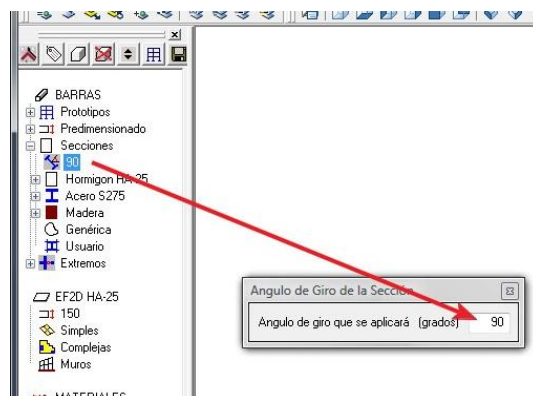 BARRAS
Prototipos
Predimensionado
Secciones
90
Hormigon HA-25
Acero S275
Madera
Genérica
Usuario
Extremos
EF2D HA-25
150
Simples
Complejas
Muros
MATERIALES
Angulo de Giro de la Sección
Angulo de giro que se aplicará (grados) 90